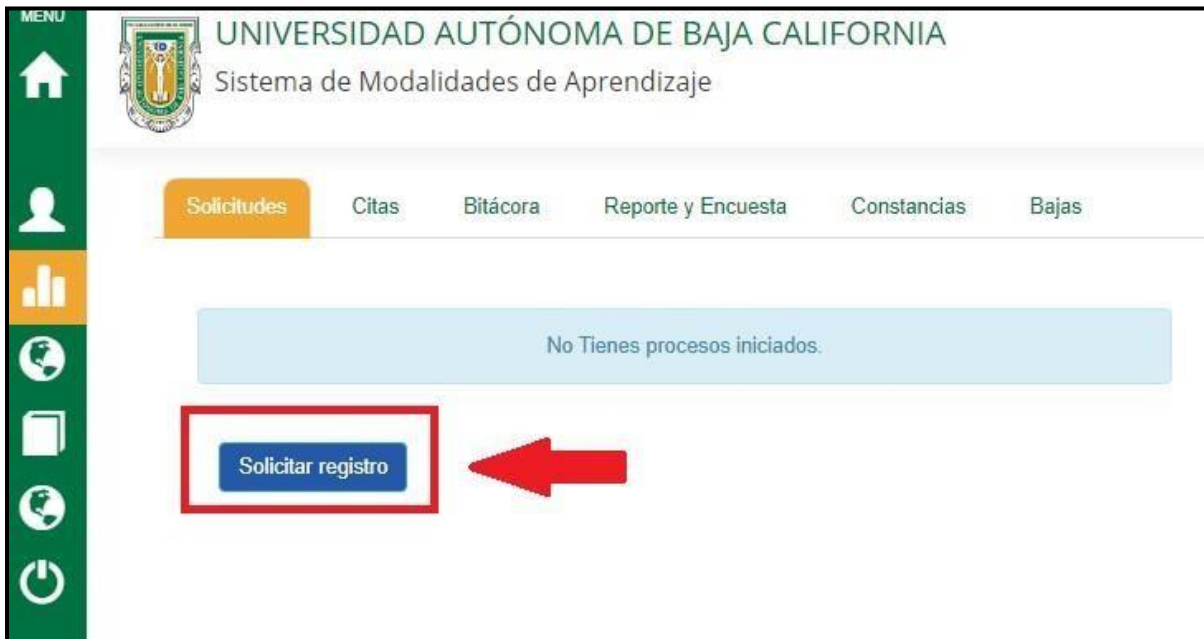 MENU
UNIVERSIDAD AUTÓNOMA DE BAJA CALIFORNIA
Sistema de Modalidades de Aprendizaje
Solicitudes Citas Bitácora Reporte y Encuesta Constancias Bajas
No Tienes procesos iniciados.
Solicitar registro